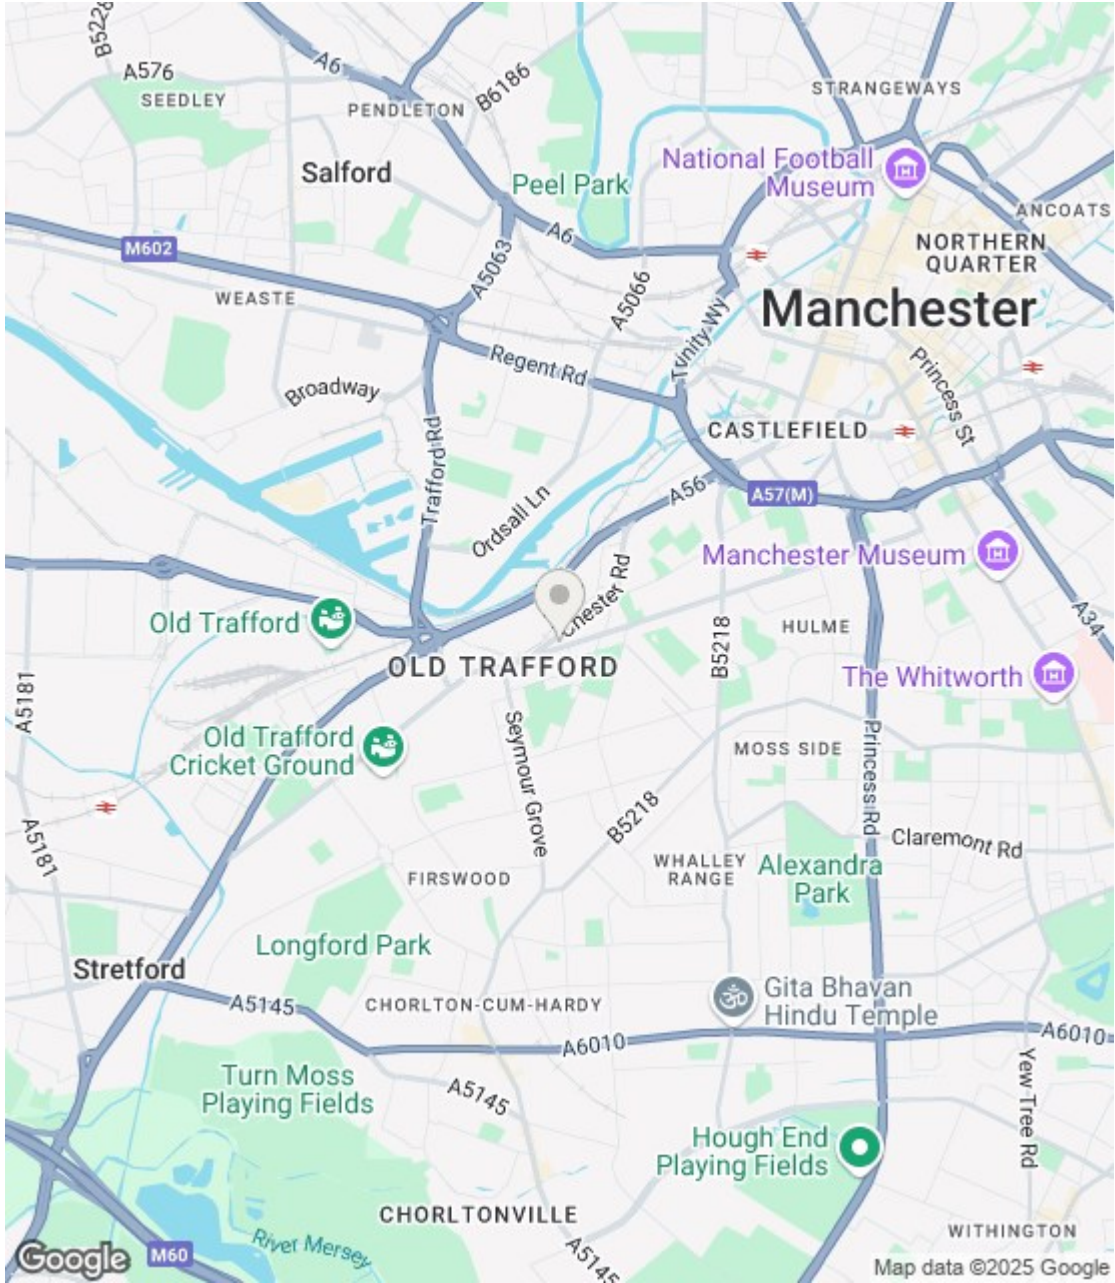 B5228
A6
A576
SEEDLEY
PENDLETON
B6186
STRANGEWAYS
Salford
Peel Park
National Football
Museum
ANCOATS
A6
M602
A5063
NORTHERN
QUARTER
WEASTE
A5066
Manchester
Trinity Wy
Regent Rd
Princess St
Broadway
CASTLEFIELD
Trafford Rd
A56
A57(M)
Ordsall Ln
Manchester Museum
Chester Rd
A34
Old Trafford
HULME
B5218
OLD TRAFFORD
The Whitworth
A5181
Old Trafford
Cricket Ground
Seymour Grove
MOSS SIDE
Princess Rd
B5218
A5181
Claremont Rd
WHALLEY
RANGE
Alexandra
Park
FIRSWOOD
Longford Park
Stretford
A5145
CHORLTON-CUM-HARDY
Gita Bhavan
Hindu Temple
A6010
A6010
Turn Moss
Playing Fields
A5145
Yew Tree Rd
Hough End
Playing Fields
CHORLTONVILLE
WITHINGTON
River Mersey
A5145
Google
M60
Map data ©2025 Google